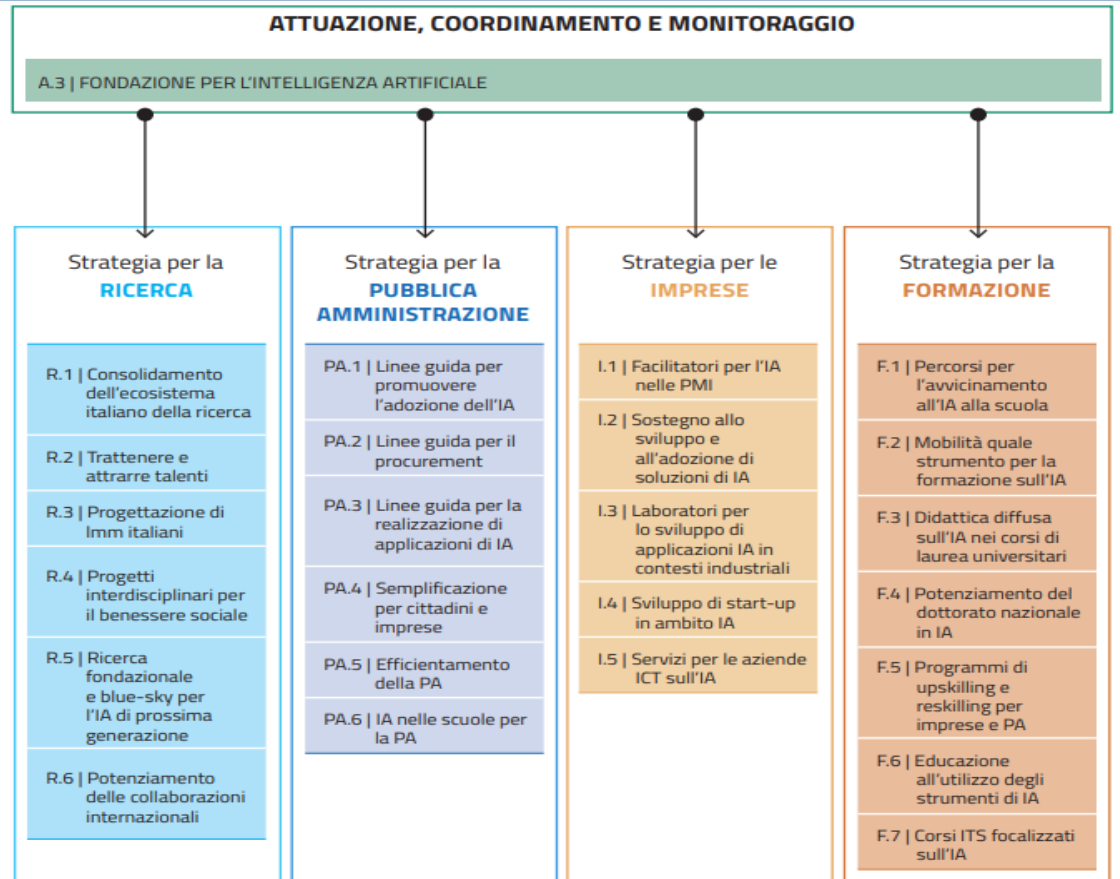 ATTUAZIONE, COORDINAMENTO E MONITORAGGIO
A.3 | FONDAZIONE PER L'INTELLIGENZA ARTIFICIALE
Strategia per la
RICERCA
R.1 | Consolidamento
dell'ecosistema
italiano della ricerca
R.2 | Trattenere e
attrarre talenti
R.3 | Progettazione di
lmm italiani
R.4 | Progetti
interdisciplinari per
il benessere sociale
R.5 | Ricerca
fondazionale
e blue-sky per
l'IA di prossima
generazione
R.6 | Potenziamento
delle collaborazioni
internazionali
Strategia per la
PUBBLICA
AMMINISTRAZIONE
PA.1 | Linee guida per
promuovere
l'adozione dell'IA
PA.2 | Linee guida per il
procurement
PA.3 | Linee guida per la
realizzazione di
applicazioni di IA
PA.4 | Semplificazione
per cittadini e
imprese
PA.5 | Efficientamento
della PA
PA.6 | IA nelle scuole per
la PA
Strategia per le
IMPRESE
I.1 | Facilitatori per l'IA
nelle PMI
I.2 | Sostegno allo
sviluppo e
all'adozione di
soluzioni di IA
I.3 | Laboratori per
lo sviluppo di
applicazioni IA in
contesti industriali
I.4 | Sviluppo di start-up
in ambito IA
I.5 | Servizi per le aziende
ICT sull'IA
Strategia per la
FORMAZIONE
F.1 | Percorsi per
l'avvicinamento
all'IA alla scuola
F.2 | Mobilità quale
strumento per la
formazione sull'IA
F.3 | Didattica diffusa
sull'IA nei corsi di
laurea universitari
F.4 | Potenziamento del
dottorato nazionale
in IA
F.5 | Programmi di
upskilling e
reskilling per
imprese e PA
F.6 | Educazione
all'utilizzo degli
strumenti di IA
F.7 | Corsi ITS focalizzati
sull'IA